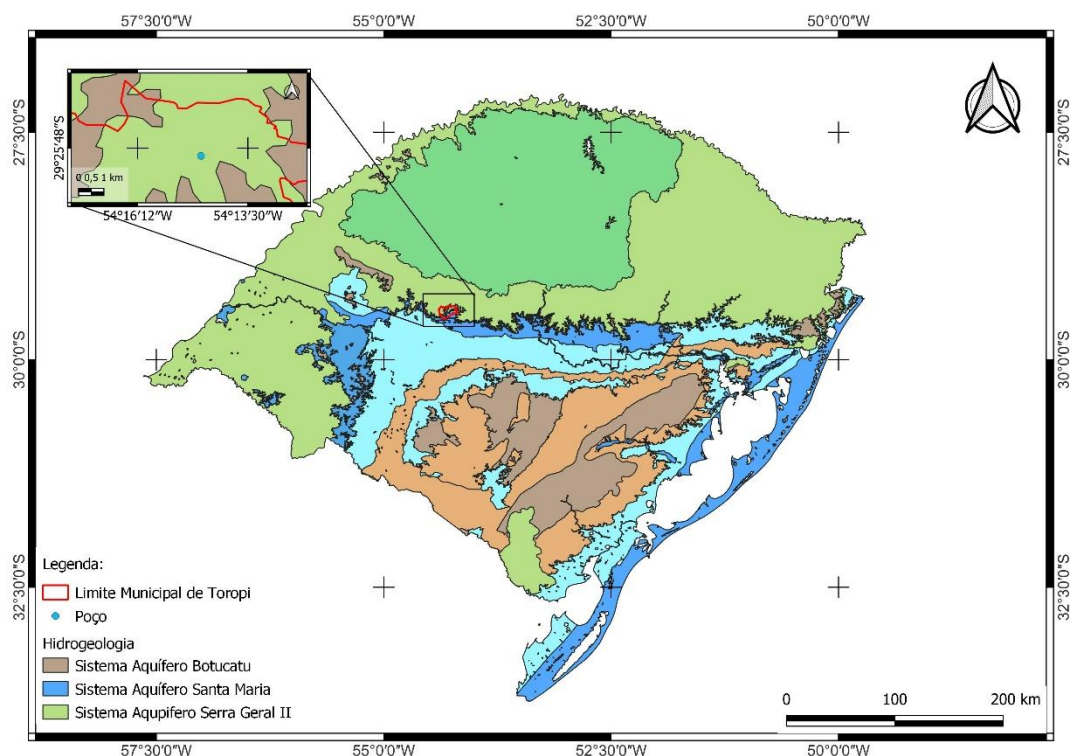 57°30'0"W 55°0'0"W 52°30'0"W 50°0'0"W
27°30'0"S
27°30'0"S
29°25'48"S
0 0,5 1 km
54°16'12"W 54°13'30"W
30°0'0"S
30°0'0"S
32°30'0"S
32°30'0"S
Legenda:
Limite Municipal de Toropi
Poço
Hidrogeologia
Sistema Aquífero Botucatu
Sistema Aquífero Santa Maria
Sistema Aqupifero Serra Geral II
0 100 200 km
57°30'0"W 55°0'0"W 52°30'0"W 50°0'0"W